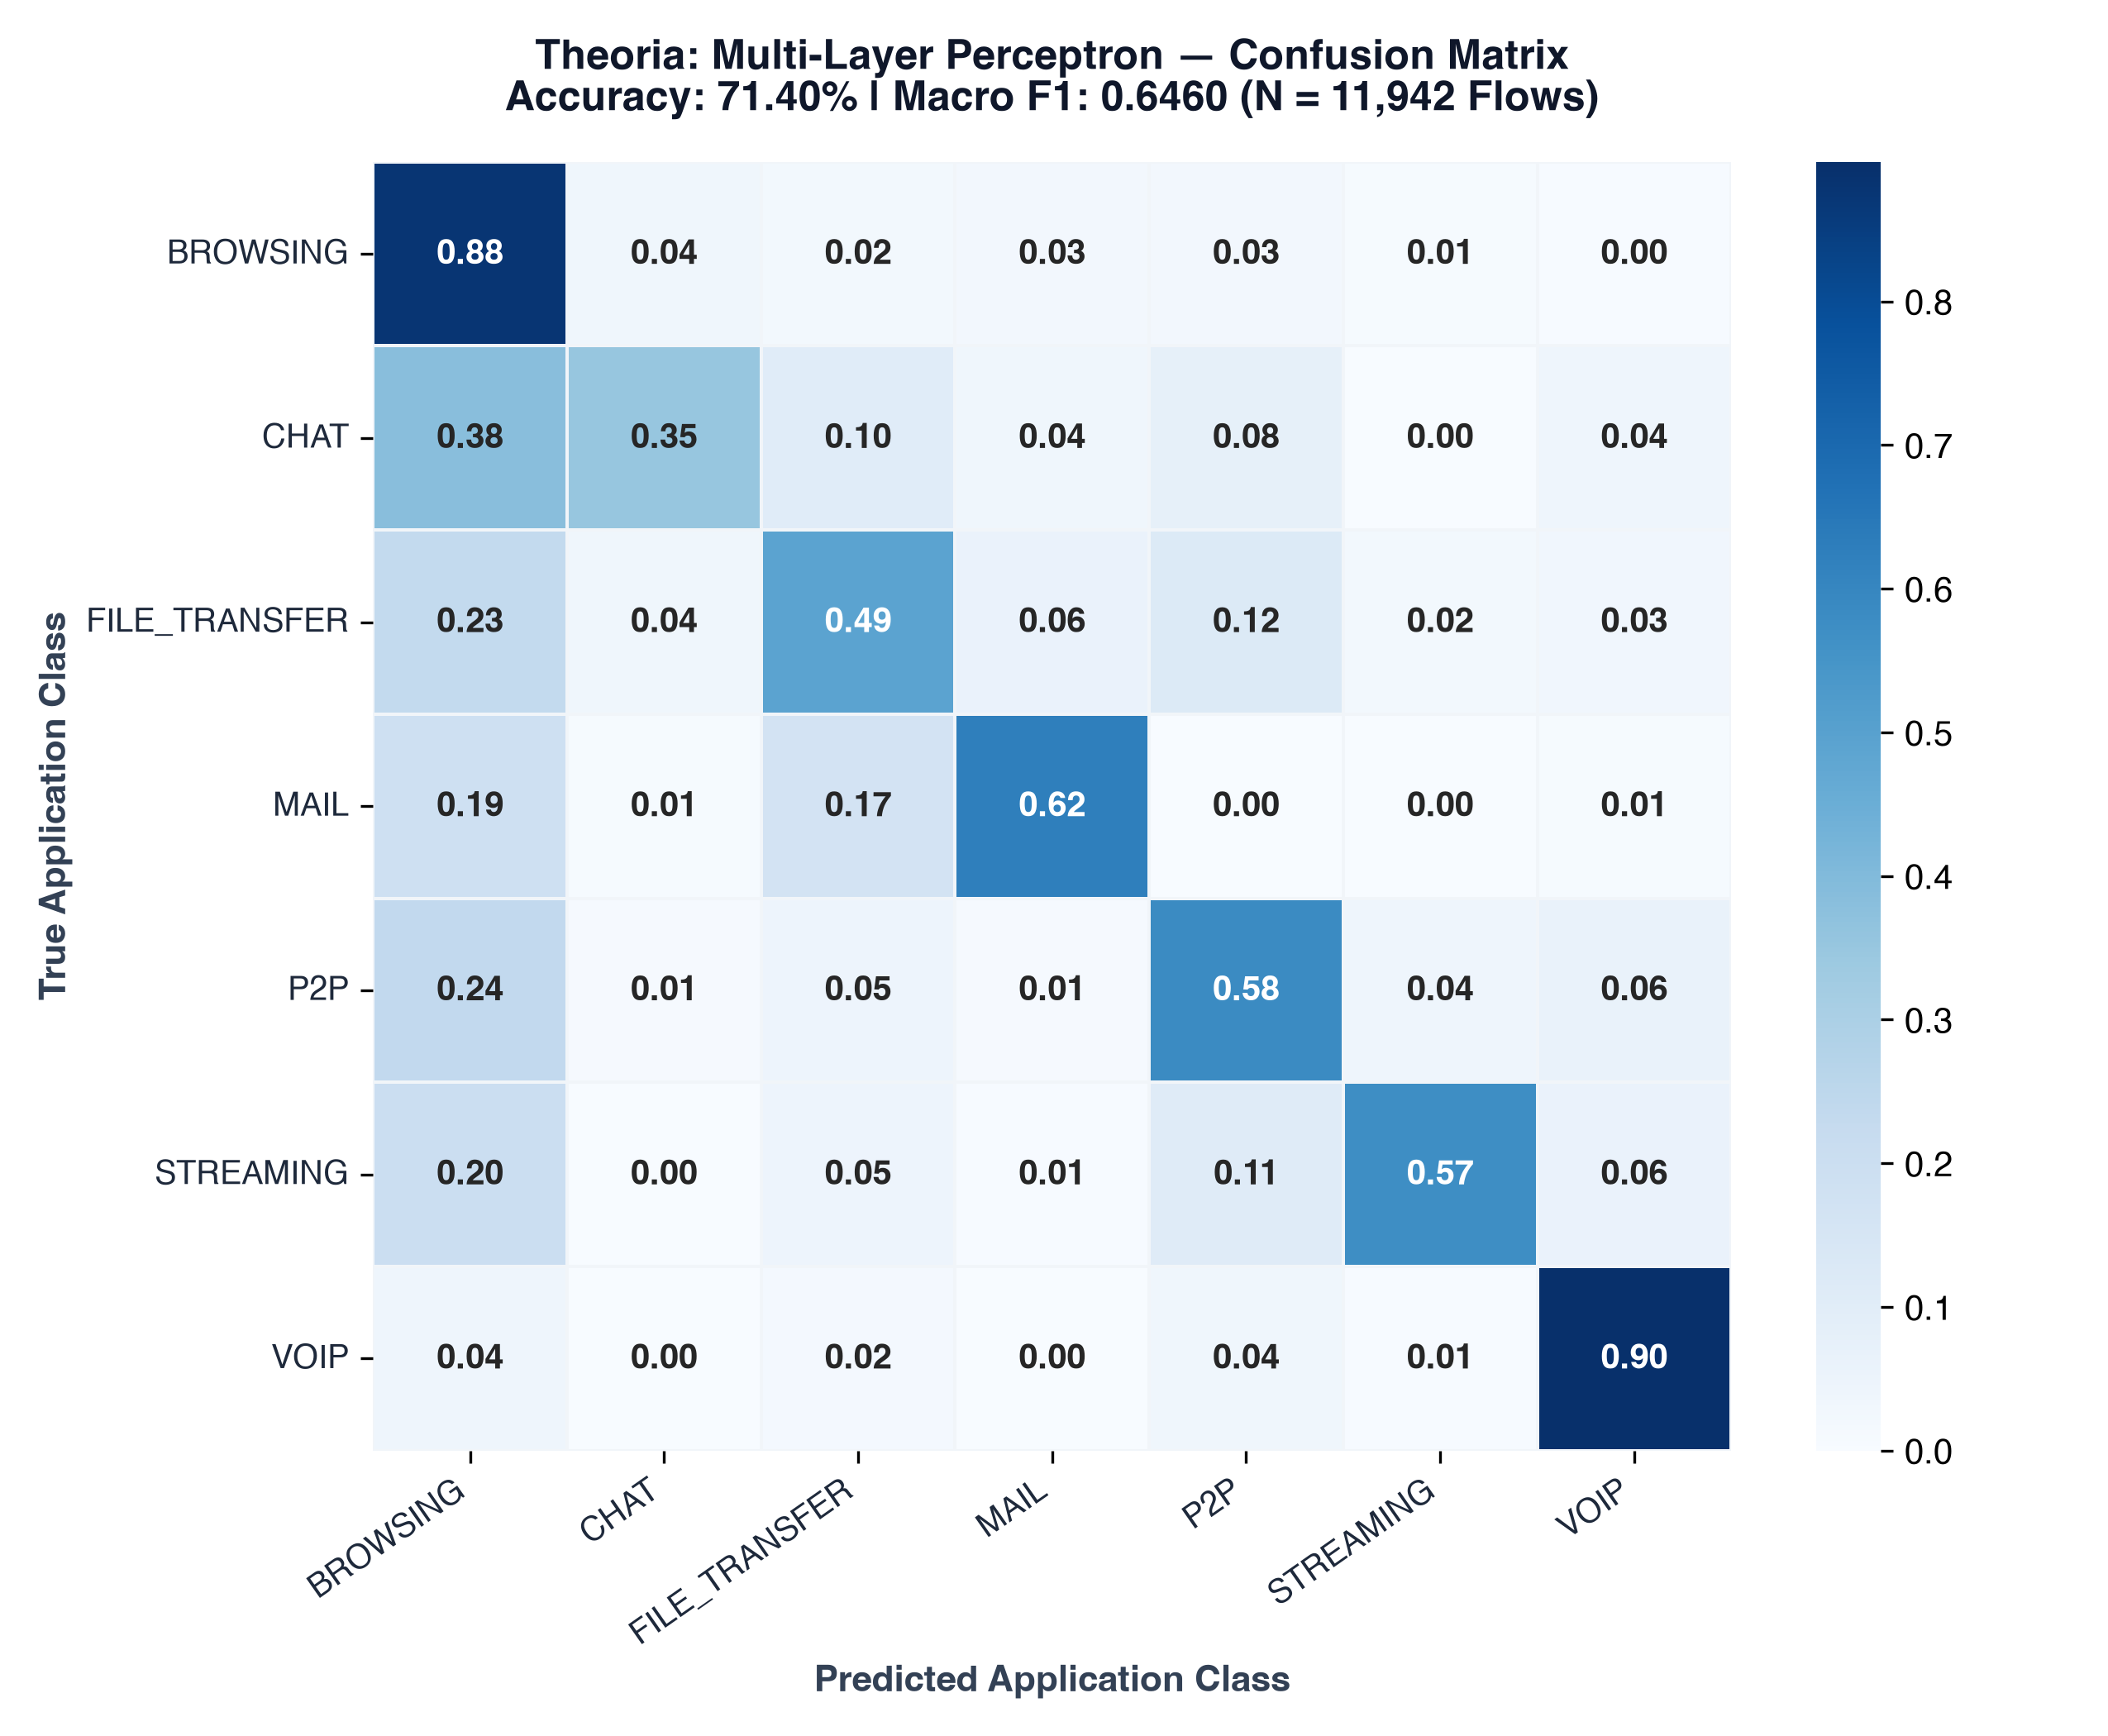 Theoria: Multi-Layer Perceptron — Confusion Matrix
Accuracy: 71.40% | Macro F1: 0.6460 (N = 11,942 Flows)
True Application Class
BROWSING 0.88 0.04 0.02 0.03 0.03 0.01 0.00
CHAT 0.38 0.35 0.10 0.04 0.08 0.00 0.04
FILE_TRANSFER 0.23 0.04 0.49 0.06 0.12 0.02 0.03
MAIL 0.19 0.01 0.17 0.62 0.00 0.00 0.01
P2P 0.24 0.01 0.05 0.01 0.58 0.04 0.06
STREAMING 0.20 0.00 0.05 0.01 0.11 0.57 0.06
VOIP 0.04 0.00 0.02 0.00 0.04 0.01 0.90
BROWSING CHAT FILE_TRANSFER MAIL P2P STREAMING VOIP
Predicted Application Class
0.8
0.7
0.6
0.5
0.4
0.3
0.2
0.1
0.0